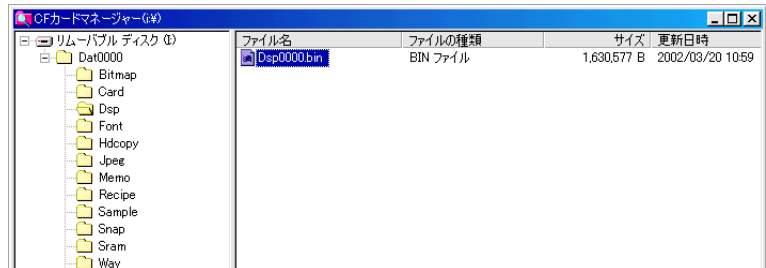 CFカードマネージャー(i:¥)
リムーバブル ディスク (I:)
Dat0000
Bitmap
Card
Dsp
Font
Hdcopy
Jpeg
Memo
Recipe
Sample
Snap
Sram
Wav
ファイル名 ファイルの種類 サイズ 更新日時
Dsp0000.bin BIN ファイル 1,630,577 B 2002/03/20 10:59